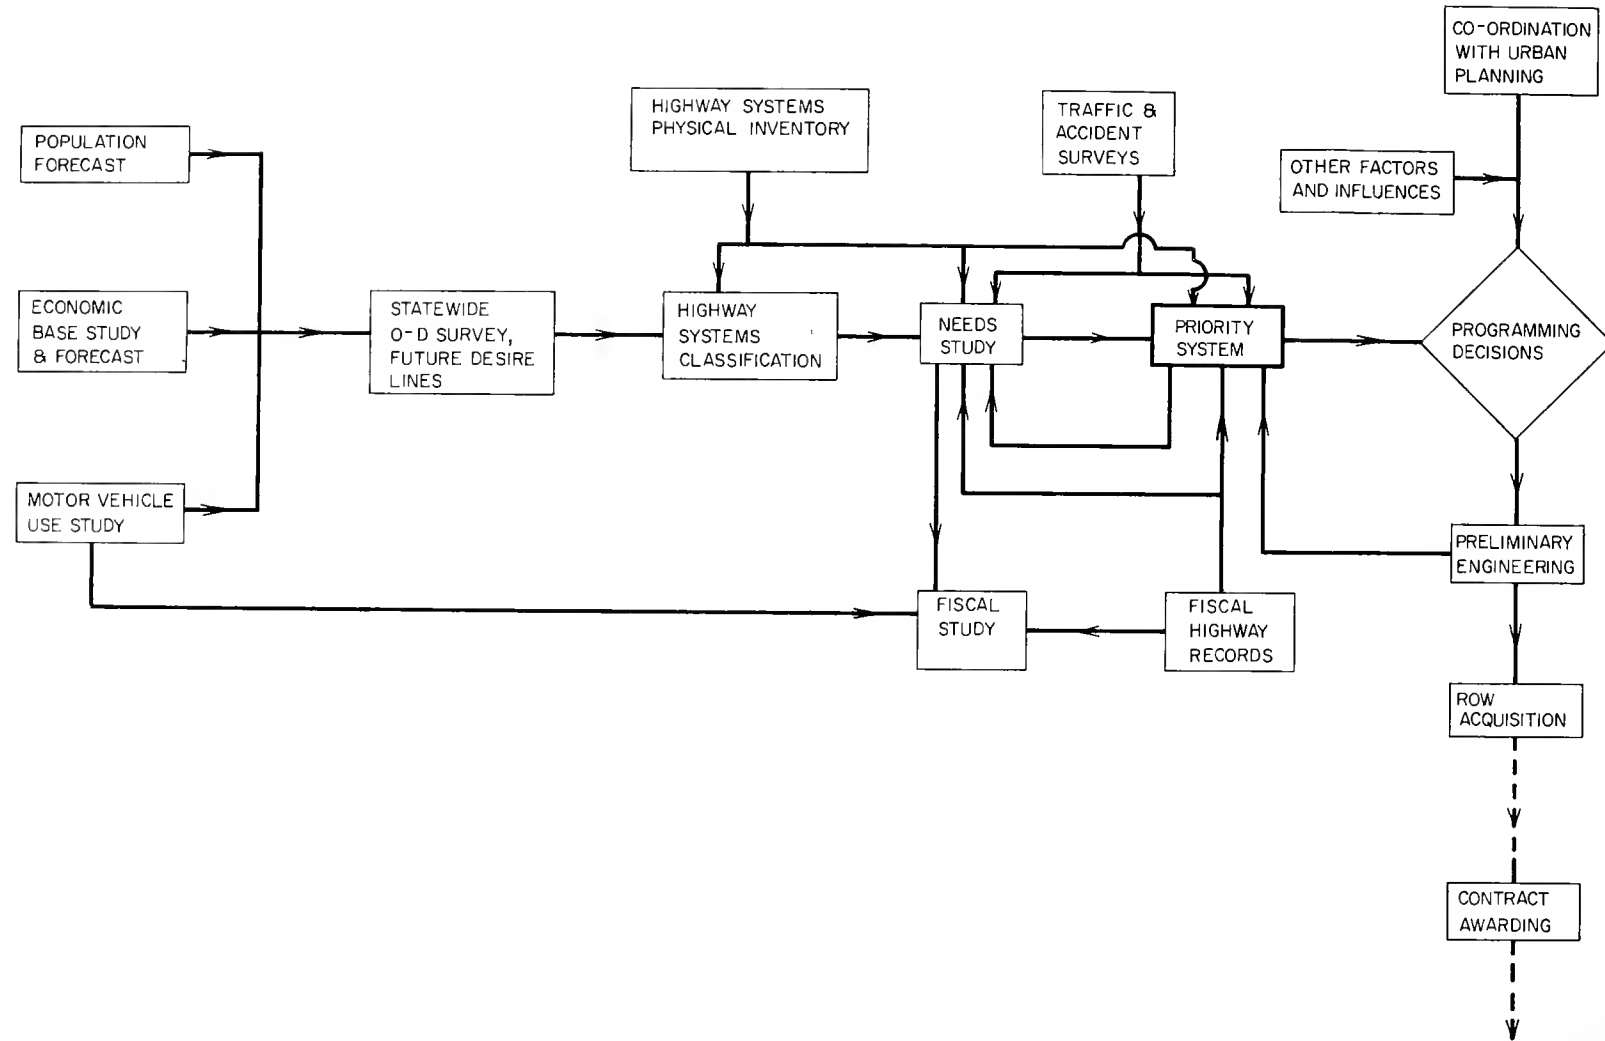 CO-ORDINATION
WITH URBAN
PLANNING
HIGHWAY SYSTEMS
PHYSICAL INVENTORY
TRAFFIC &
ACCIDENT
SURVEYS
POPULATION
FORECAST
OTHER FACTORS
AND INFLUENCES
ECONOMIC
BASE STUDY
& FORECAST
STATEWIDE
O-D SURVEY,
FUTURE DESIRE
LINES
HIGHWAY
SYSTEMS
CLASSIFICATION
NEEDS
STUDY
PRIORITY
SYSTEM
PROGRAMMING
DECISIONS
MOTOR VEHICLE
USE STUDY
PRELIMINARY
ENGINEERING
FISCAL
STUDY
FISCAL
HIGHWAY
RECORDS
ROW
ACQUISITION
CONTRACT
AWARDING